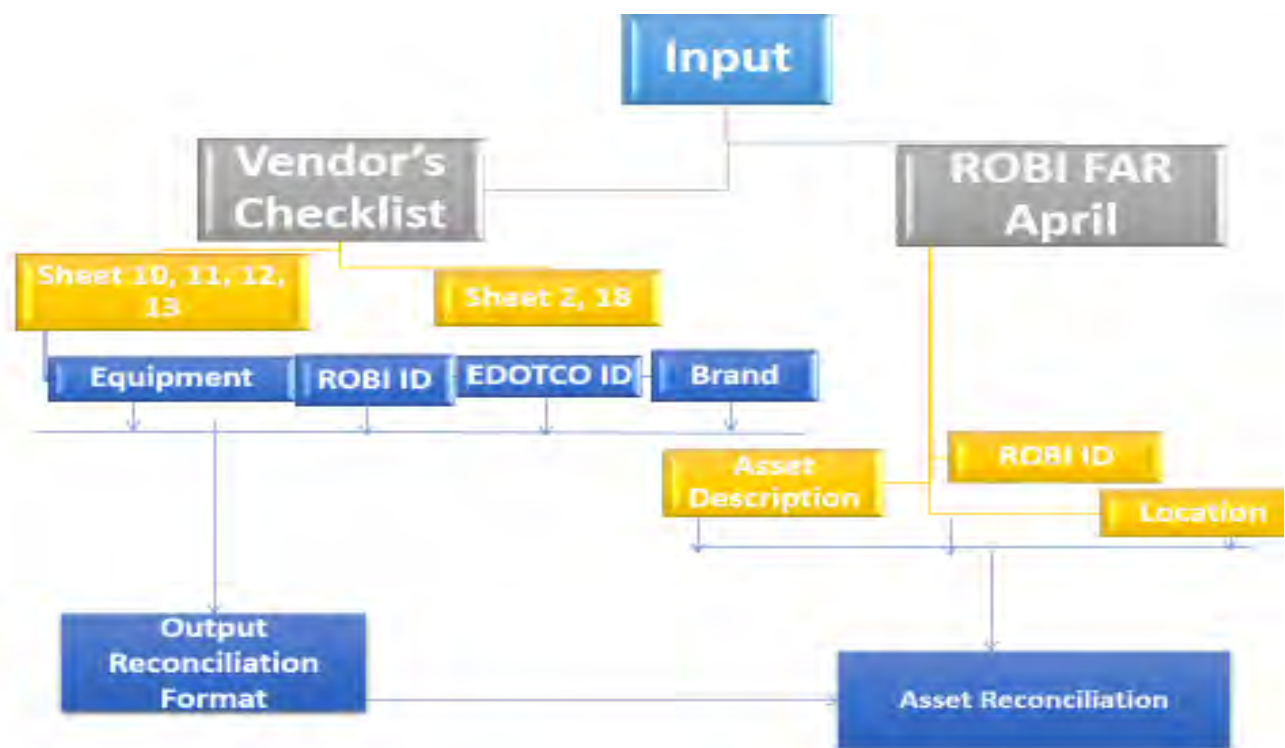 Input
Vendor's
Checklist
ROBI FAR
April
Sheet 10, 11, 12,
13
Sheet 2, 18
Equipment
ROBI ID
EDOTCO ID
Brand
Asset
Description
ROBI ID
Location
Output
Reconciliation
Format
Asset Reconciliation